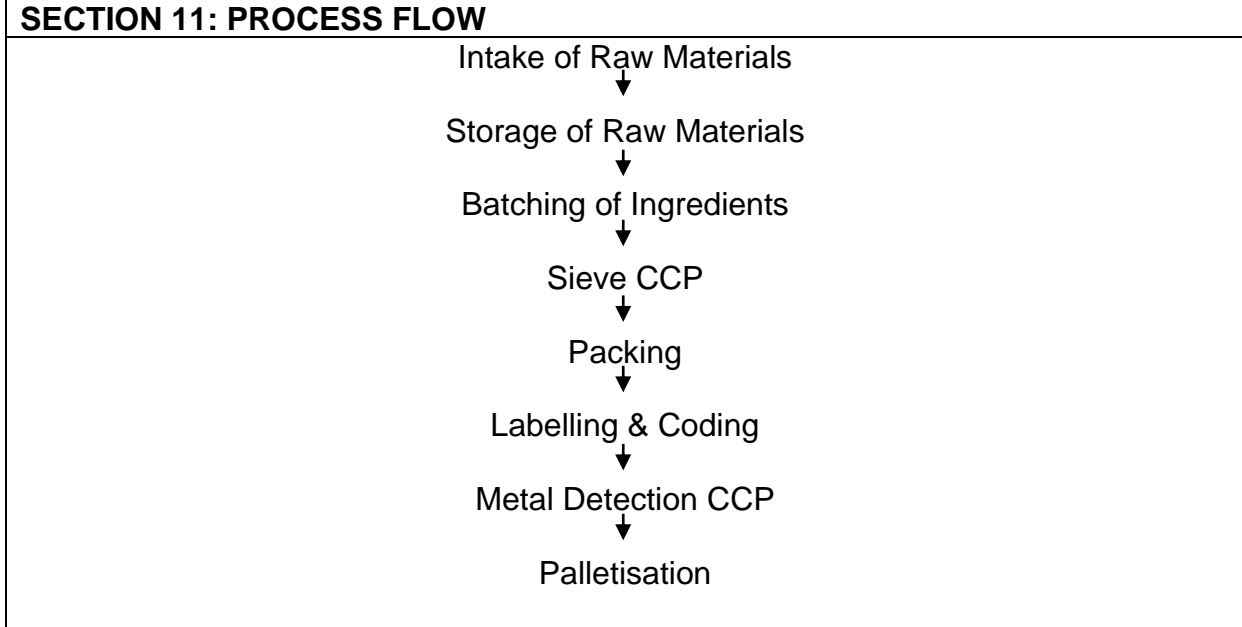 SECTION 11: PROCESS FLOW
Intake of Raw Materials
Storage of Raw Materials
Batching of Ingredients
Sieve CCP
Packing
Labelling & Coding
Metal Detection CCP
Palletisation